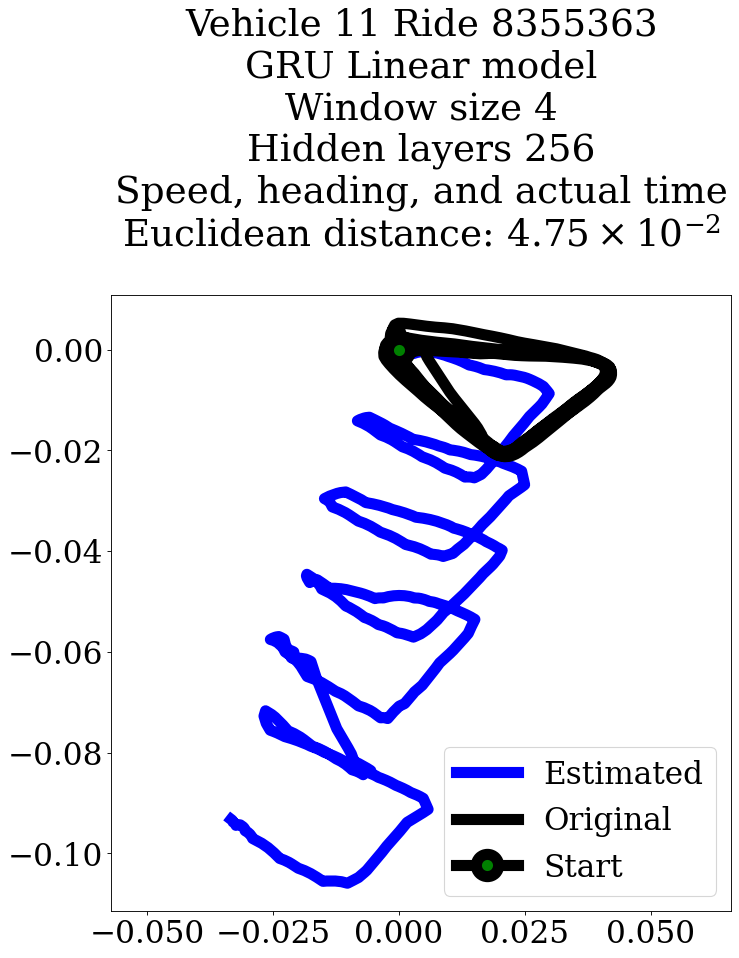 Vehicle 11 Ride 8355363
GRU Linear model
Window size 4
Hidden layers 256
Speed, heading, and actual time
Euclidean distance: 4.75 × 10⁻²
0.00
−0.02
−0.04
−0.06
−0.08
−0.10
Estimated
Original
Start
−0.050 −0.025 0.000 0.025 0.050